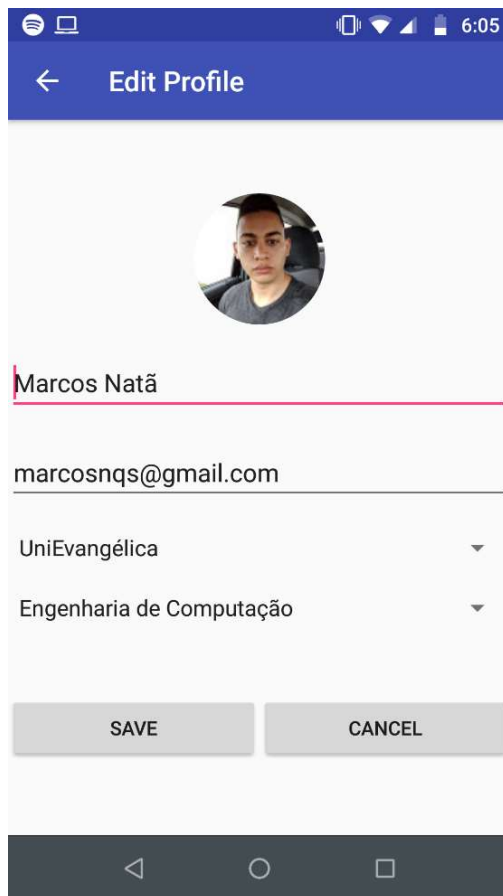 6:05
Edit Profile
Marcos Natã
marcosnqs@gmail.com
UniEvangélica
Engenharia de Computação
SAVE
CANCEL